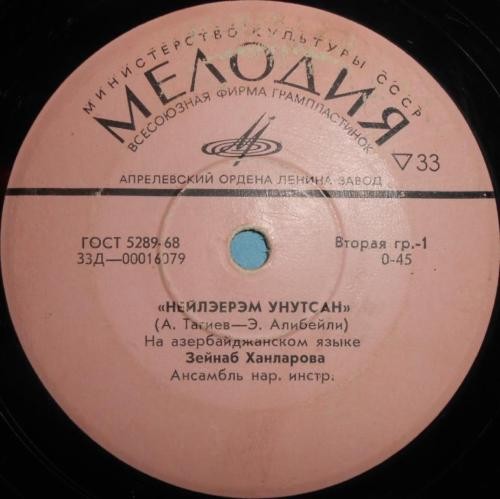 МИНИСТЕРСТВО КУЛЬТУРЫ СССР
МЕЛОДИЯ
ВСЕСОЮЗНАЯ ФИРМА ГРАМПЛАСТИНОК
▽33
АПРЕЛЕВСКИЙ ОРДЕНА ЛЕНИНА ЗАВОД
ГОСТ 5289-68
33Д—00016079
Вторая гр.-1
0-45
«НЕЙЛЭЕРЭМ УНУТСАН»
(А. Тагиев—Э. Алибейли)
На азербайджанском языке
Зейнаб Ханларова
Ансамбль нар. инстр.